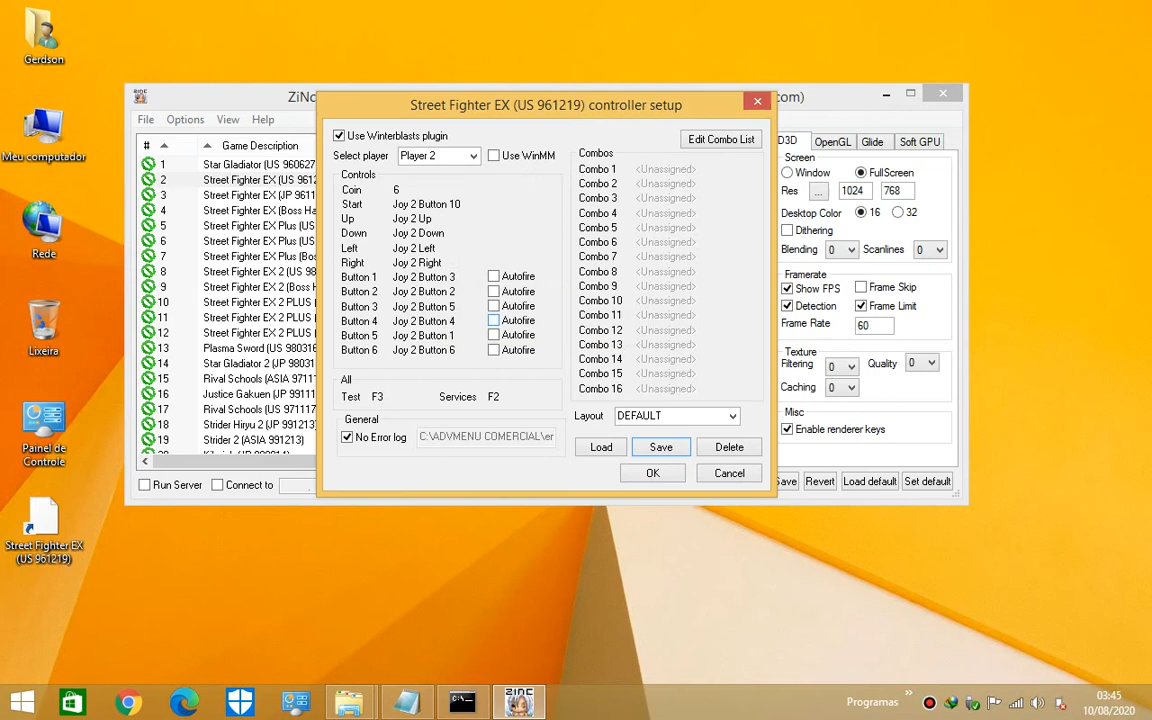 Gerdson
Meu computador
Rede
Lixeira
Painel de
Controle
Street Fighter EX
(US 961219)
ZiNc
com)
File Options View Help
# Game Description
1 Star Gladiator (US 960627
2 Street Fighter EX (US 9612
3 Street Fighter EX (JP 9611
4 Street Fighter EX (Boss Ha
5 Street Fighter EX Plus (US
6 Street Fighter EX Plus (US
7 Street Fighter EX Plus (Bos
8 Street Fighter EX 2 (US 98
9 Street Fighter EX 2 (Boss H
10 Street Fighter EX 2 (JP 98
11 Street Fighter EX 2 PLUS (
12 Street Fighter EX 2 PLUS (
13 Plasma Sword (US 980316
14 Star Gladiator 2 (JP 98031
15 Rival Schools (ASIA 97111
16 Justice Gakuen (JP 99111
17 Rival Schools (US 971117
18 Strider Hiryu 2 (JP 991213
19 Strider 2 (ASIA 991213)
Run Server
Connect to
Street Fighter EX (US 961219) controller setup
Use Winterblasts plugin
Edit Combo List
Select player Player 2 Use WinMM
Controls
Coin 6
Start Joy 2 Button 10
Up Joy 2 Up
Down Joy 2 Down
Left Joy 2 Left
Right Joy 2 Right
Button 1 Joy 2 Button 3 Autofire
Button 2 Joy 2 Button 2 Autofire
Button 3 Joy 2 Button 5 Autofire
Button 4 Joy 2 Button 4 Autofire
Button 5 Joy 2 Button 1 Autofire
Button 6 Joy 2 Button 6 Autofire
All
Test F3 Services F2
General
No Error log C:\ADVMENU COMERCIAL\er
Combos
Combo 1 <Unassigned>
Combo 2 <Unassigned>
Combo 3 <Unassigned>
Combo 4 <Unassigned>
Combo 5 <Unassigned>
Combo 6 <Unassigned>
Combo 7 <Unassigned>
Combo 8 <Unassigned>
Combo 9 <Unassigned>
Combo 10 <Unassigned>
Combo 11 <Unassigned>
Combo 12 <Unassigned>
Combo 13 <Unassigned>
Combo 14 <Unassigned>
Combo 15 <Unassigned>
Combo 16 <Unassigned>
Layout DEFAULT
Load Save Delete
OK Cancel
D3D OpenGL Glide Soft GPU
Screen
Window FullScreen
Res ... 1024 768
Desktop Color 16 32
Dithering
Blending 0 Scanlines 0
Framerate
Show FPS Frame Skip
Detection Frame Limit
Frame Rate 60
Texture
Filtering 0 Quality 0
Caching 0
Misc
Enable renderer keys
Save Revert Load default Set default
Programas »
03:45
10/08/2020